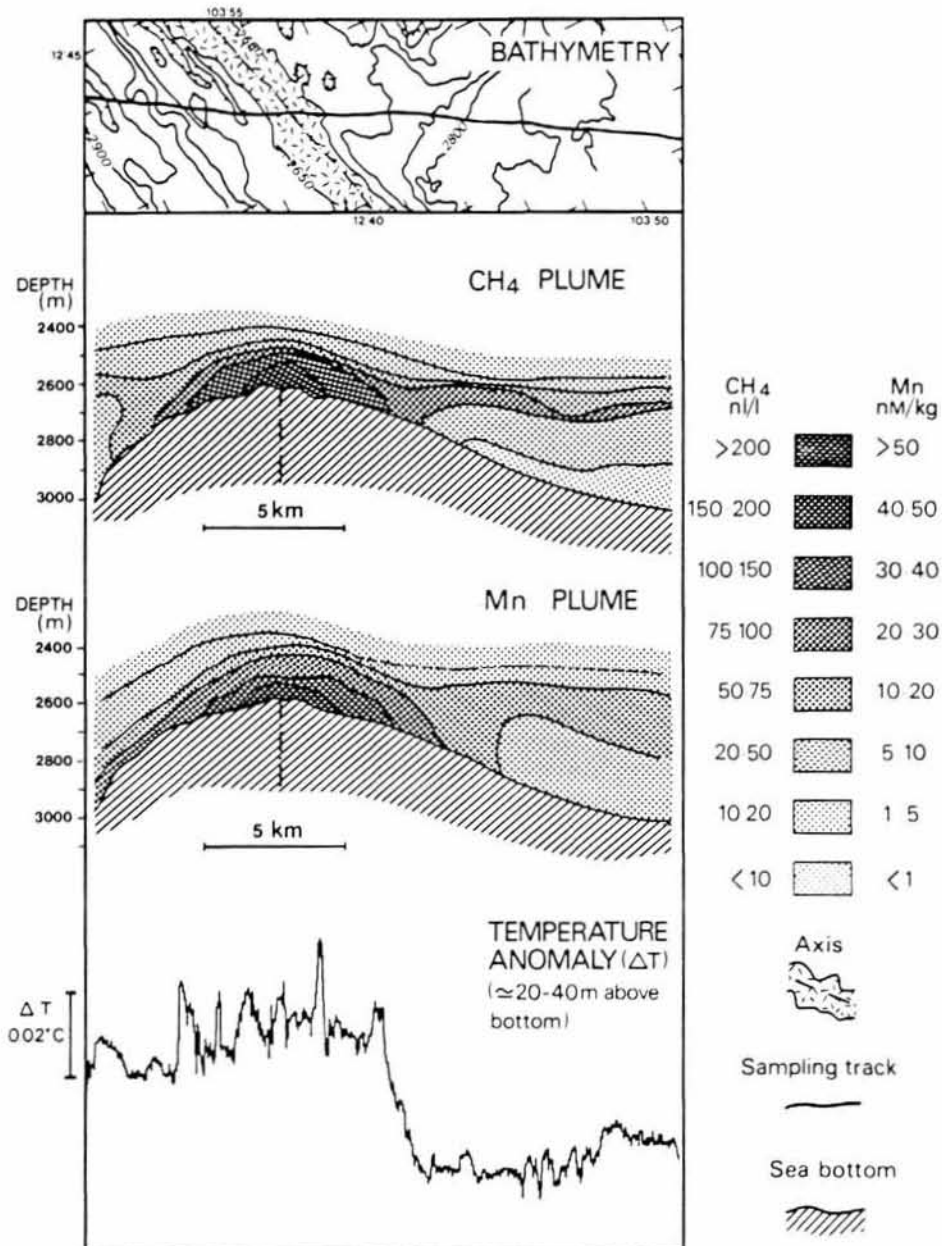 103 55
12 45
BATHYMETRY
2900
2650
2800
12 40
103 50
CH₄ PLUME
DEPTH
(m)
2400
2600
2800
3000
5 km
Mn PLUME
DEPTH
(m)
2400
2600
2800
3000
5 km
TEMPERATURE
ANOMALY (ΔT)
(≃20-40m above
bottom)
ΔT
0.02°C
CH₄ Mn
nl/l nM/kg
>200 >50
150 200 40 50
100 150 30 40
75 100 20 30
50 75 10 20
20 50 5 10
10 20 1 5
<10 <1
Axis
Sampling track
Sea bottom